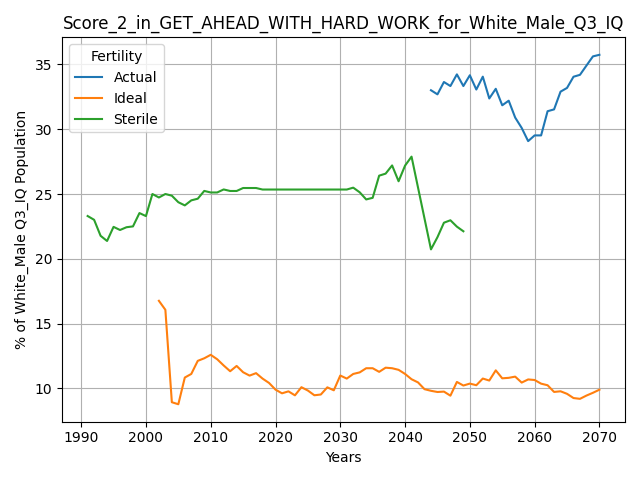 Score_2_in_GET_AHEAD_WITH_HARD_WORK_for_White_Male_Q3_IQ
Fertility
Actual
Ideal
Sterile
% of White_Male Q3_IQ Population
35
30
25
20
15
10
1990 2000 2010 2020 2030 2040 2050 2060 2070
Years